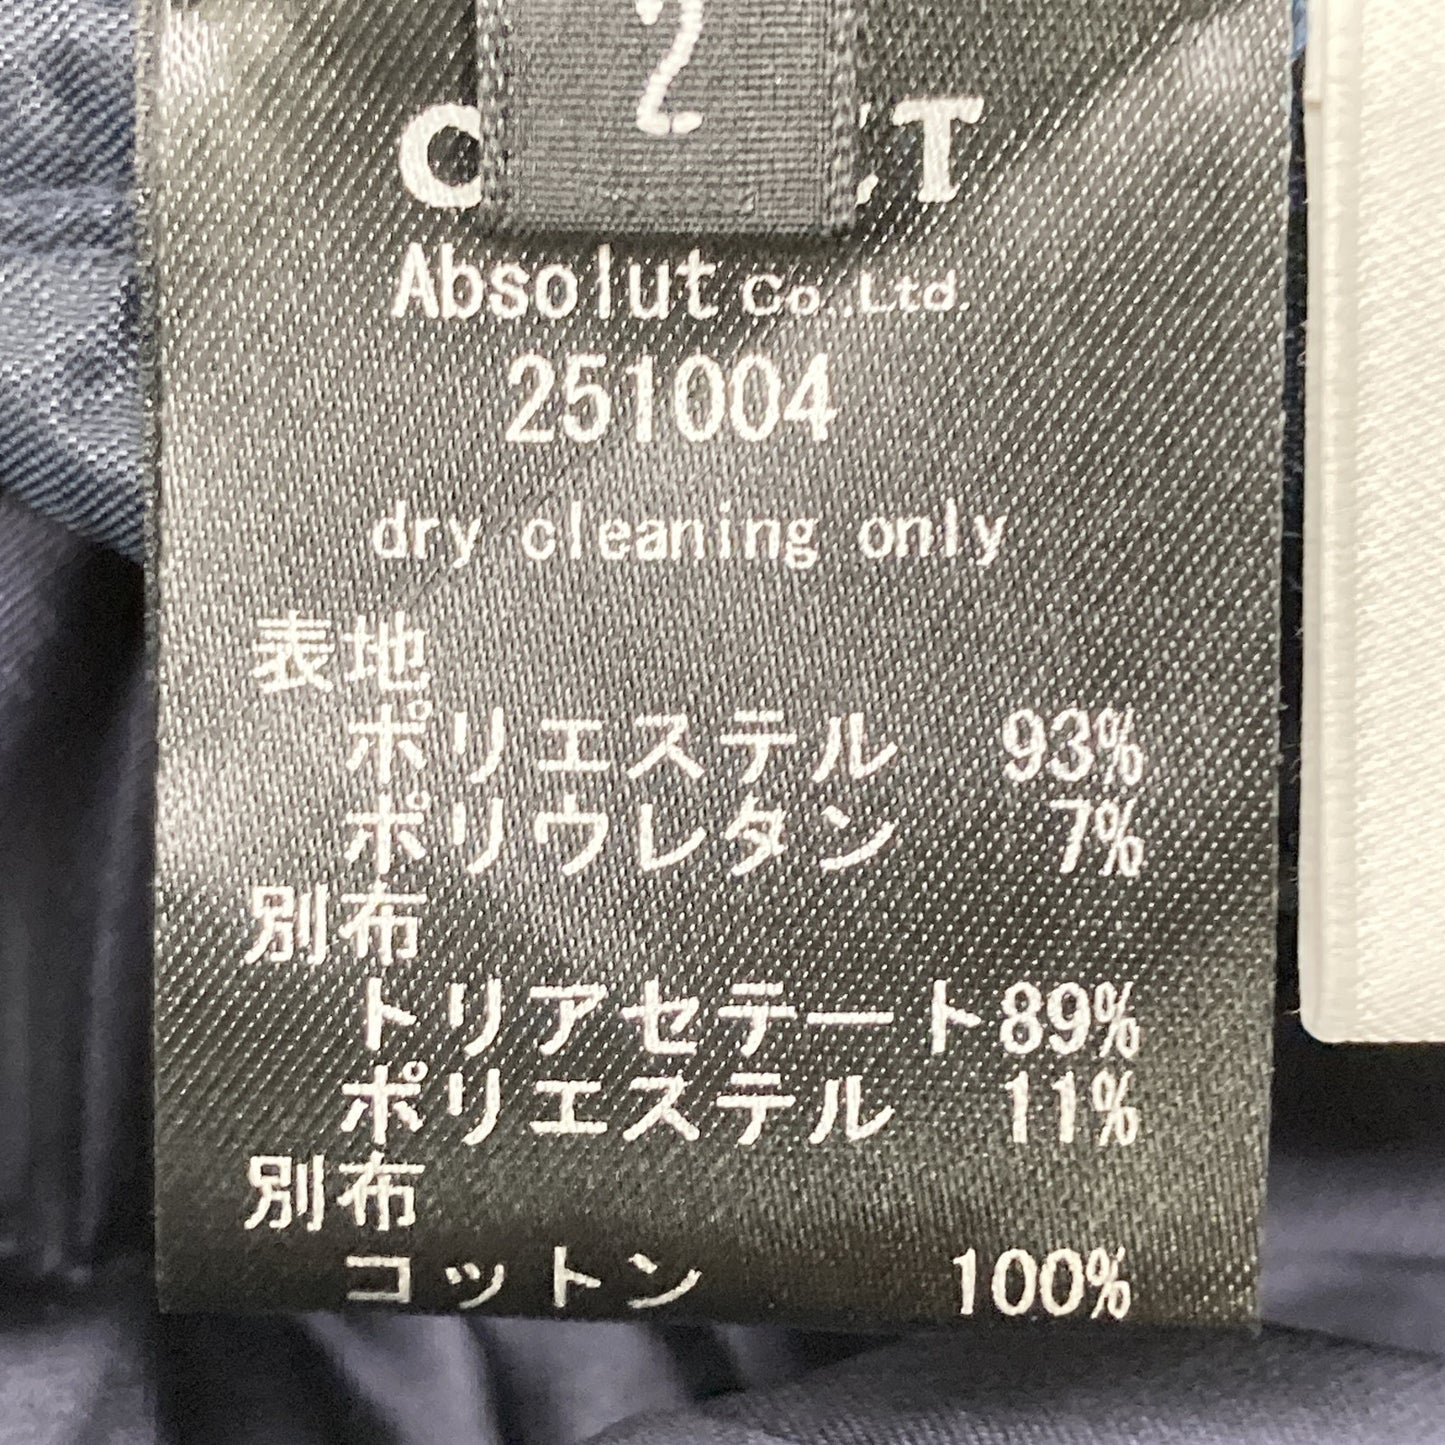 2
Absolut Co.,Ltd.
251004
dry cleaning only
表地
ポリエステル 93%
ポリウレタン 7%
別布
トリアセテート 89%
ポリエステル 11%
別布
コットン 100%